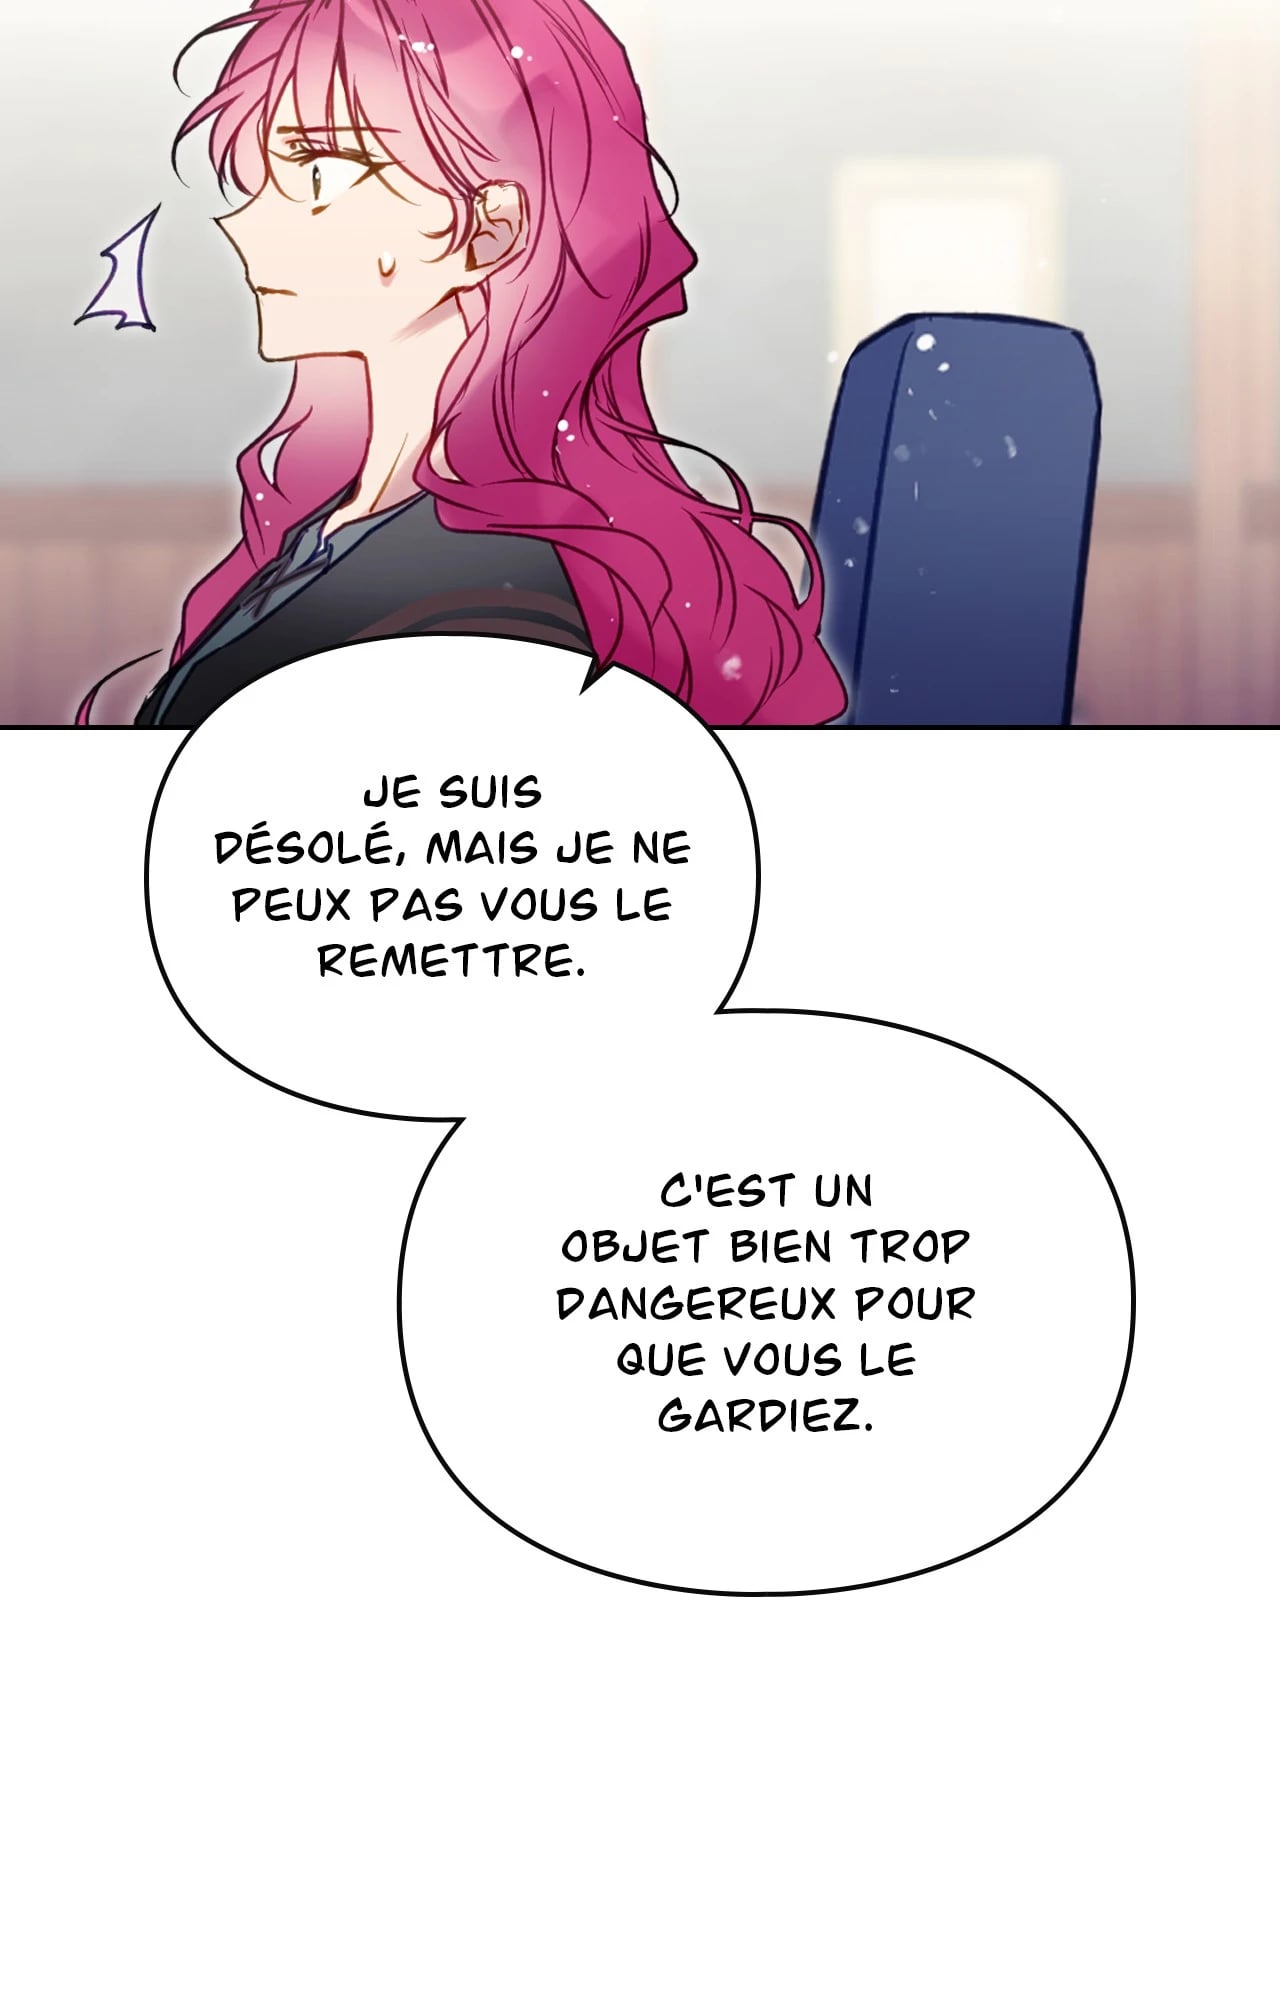 JE SUIS
DÉSOLÉ, MAIS JE NE
PEUX PAS VOUS LE
REMETTRE.
C'EST UN
OBJET BIEN TROP
DANGEREUX POUR
QUE VOUS LE
GARDIEZ.